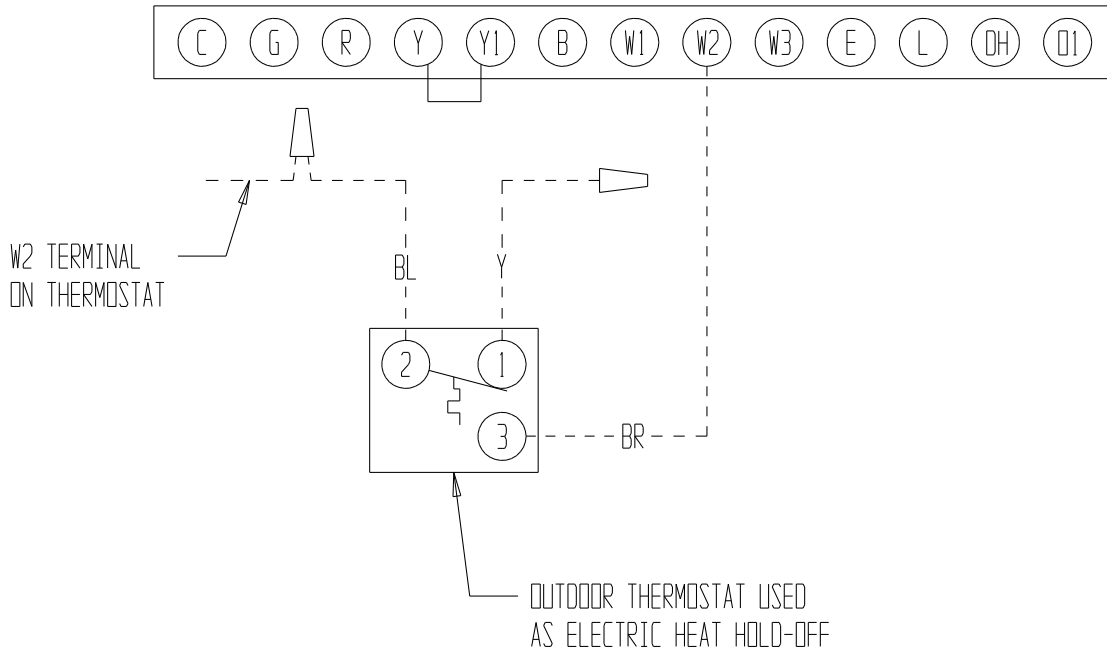 C G R Y Y1 B W1 W2 W3 E L DH O1
W2 TERMINAL
ON THERMOSTAT
BL Y
2 1
3 BR
OUTDOOR THERMOSTAT USED
AS ELECTRIC HEAT HOLD-OFF